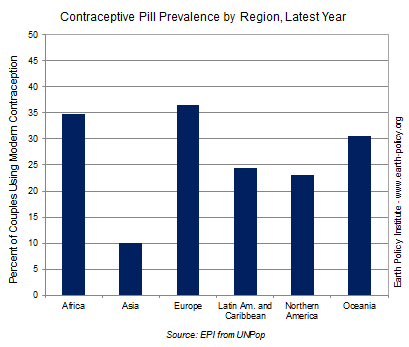 Contraceptive Pill Prevalence by Region, Latest Year
Percent of Couples Using Modern Contraception
50
45
40
35
30
25
20
15
10
5
0
Africa
Asia
Europe
Latin Am. and
Caribbean
Northern
America
Oceania
Earth Policy Institute - www.earth-policy.org
Source: EPI from UNPop